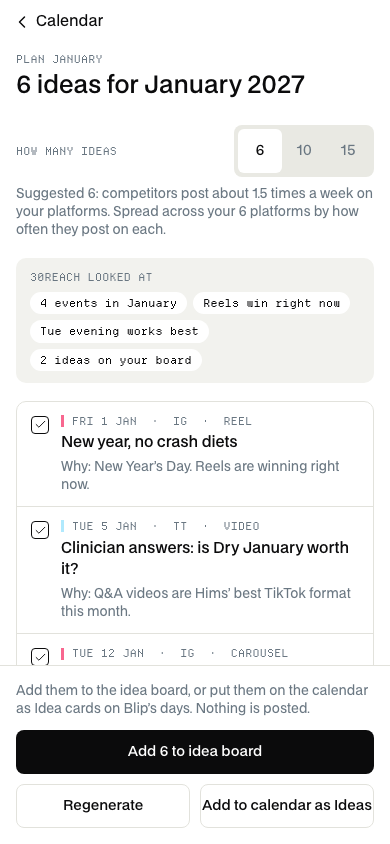 Calendar
PLAN JANUARY
6 ideas for January 2027
HOW MANY IDEAS
6 10 15
Suggested 6: competitors post about 1.5 times a week on
your platforms. Spread across your 6 platforms by how
often they post on each.
30REACH LOOKED AT
4 events in January Reels win right now
Tue evening works best
2 ideas on your board
FRI 1 JAN · IG · REEL
New year, no crash diets
Why: New Year’s Day. Reels are winning right
now.
TUE 5 JAN · TT · VIDEO
Clinician answers: is Dry January worth
it?
Why: Q&A videos are Hims’ best TikTok format
this month.
TUE 12 JAN · IG · CAROUSEL
Add them to the idea board, or put them on the calendar
as Idea cards on Blip’s days. Nothing is posted.
Add 6 to idea board
Regenerate Add to calendar as Ideas